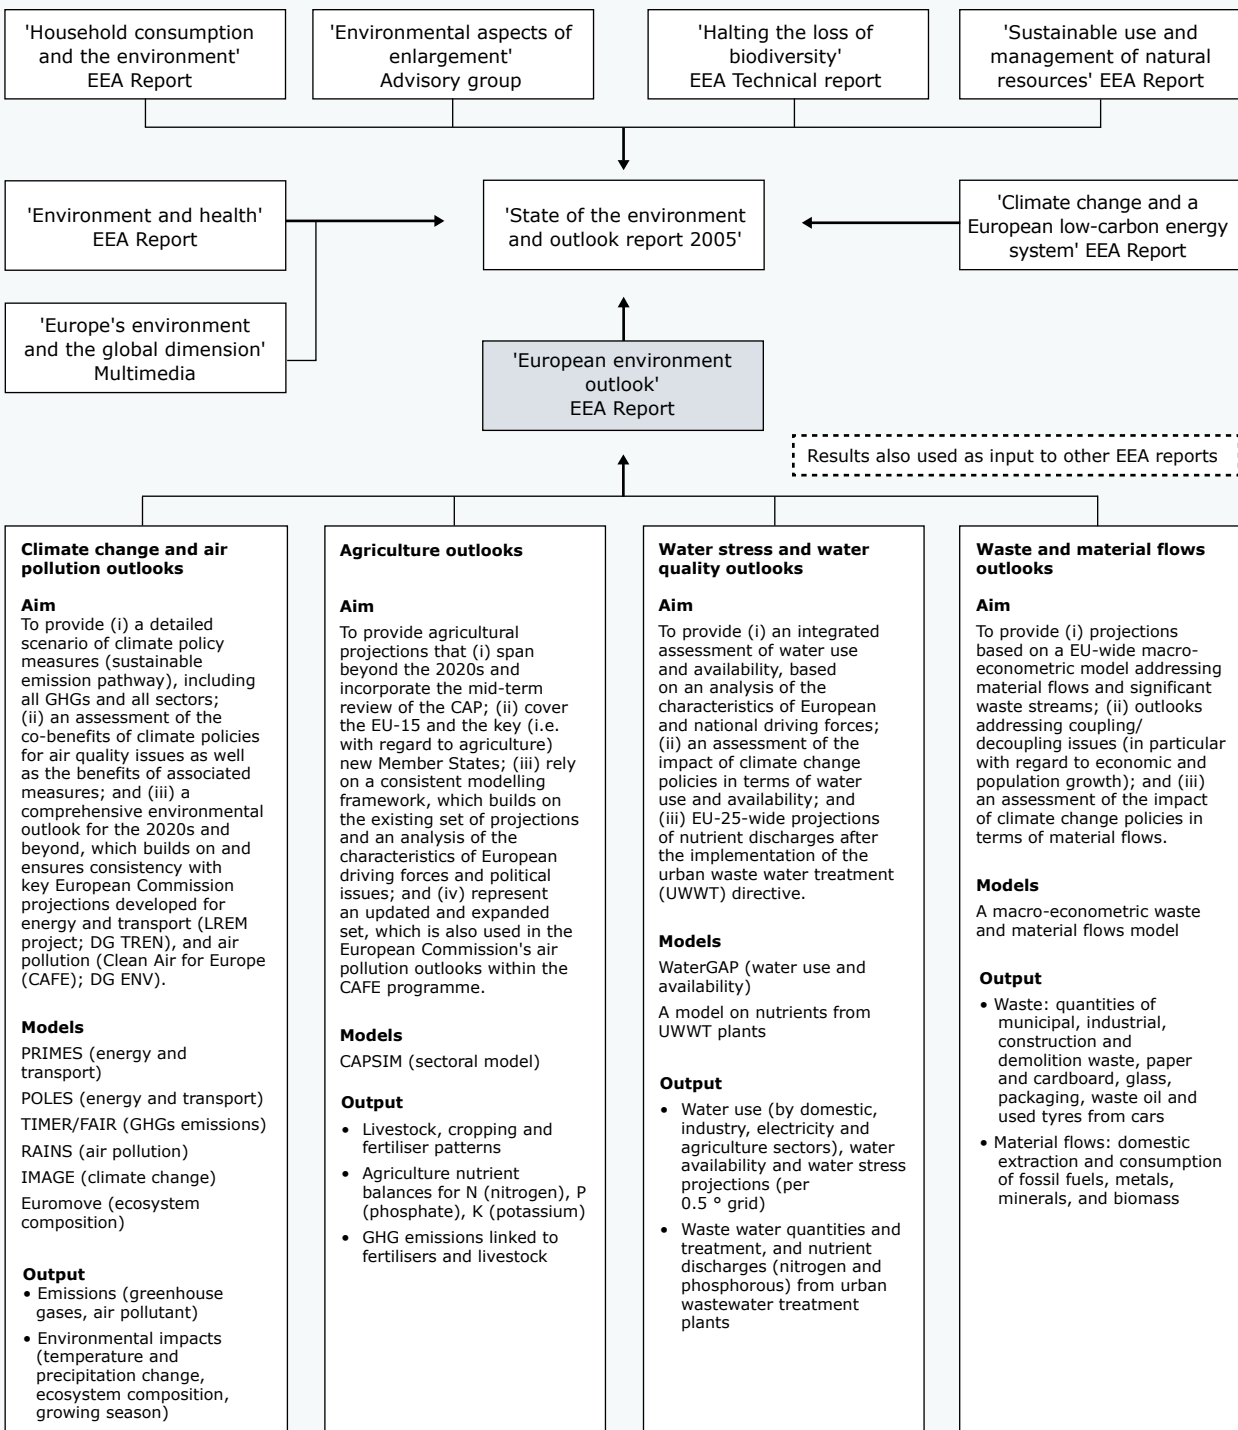 'Household consumption
and the environment'
EEA Report
'Environmental aspects of
enlargement'
Advisory group
'Halting the loss of
biodiversity'
EEA Technical report
'Sustainable use and
management of natural
resources' EEA Report
'Environment and health'
EEA Report
'State of the environment
and outlook report 2005'
'Climate change and a
European low-carbon energy
system' EEA Report
'Europe's environment
and the global dimension'
Multimedia
'European environment
outlook'
EEA Report
Results also used as input to other EEA reports
Climate change and air
pollution outlooks
Aim
To provide (i) a detailed
scenario of climate policy
measures (sustainable
emission pathway), including
all GHGs and all sectors;
(ii) an assessment of the
co-benefits of climate policies
for air quality issues as well
as the benefits of associated
measures; and (iii) a
comprehensive environmental
outlook for the 2020s and
beyond, which builds on and
ensures consistency with
key European Commission
projections developed for
energy and transport (LREM
project; DG TREN), and air
pollution (Clean Air for Europe
(CAFE); DG ENV).
Models
PRIMES (energy and
transport)
POLES (energy and transport)
TIMER/FAIR (GHGs emissions)
RAINS (air pollution)
IMAGE (climate change)
Euromove (ecosystem
composition)
Output
• Emissions (greenhouse
gases, air pollutant)
• Environmental impacts
(temperature and
precipitation change,
ecosystem composition,
growing season)
Agriculture outlooks
Aim
To provide agricultural
projections that (i) span
beyond the 2020s and
incorporate the mid-term
review of the CAP; (ii) cover
the EU-15 and the key (i.e.
with regard to agriculture)
new Member States; (iii) rely
on a consistent modelling
framework, which builds on
the existing set of projections
and an analysis of the
characteristics of European
driving forces and political
issues; and (iv) represent
an updated and expanded
set, which is also used in the
European Commission's air
pollution outlooks within the
CAFE programme.
Models
CAPSIM (sectoral model)
Output
• Livestock, cropping and
fertiliser patterns
• Agriculture nutrient
balances for N (nitrogen), P
(phosphate), K (potassium)
• GHG emissions linked to
fertilisers and livestock
Water stress and water
quality outlooks
Aim
To provide (i) an integrated
assessment of water use
and availability, based
on an analysis of the
characteristics of European
and national driving forces;
(ii) an assessment of the
impact of climate change
policies in terms of water
use and availability; and
(iii) EU-25-wide projections
of nutrient discharges after
the implementation of the
urban waste water treatment
(UWWT) directive.
Models
WaterGAP (water use and
availability)
A model on nutrients from
UWWT plants
Output
• Water use (by domestic,
industry, electricity and
agriculture sectors), water
availability and water stress
projections (per
0.5 ° grid)
• Waste water quantities and
treatment, and nutrient
discharges (nitrogen and
phosphorous) from urban
wastewater treatment
plants
Waste and material flows
outlooks
Aim
To provide (i) projections
based on a EU-wide macro-
econometric model addressing
material flows and significant
waste streams; (ii) outlooks
addressing coupling/
decoupling issues (in particular
with regard to economic and
population growth); and (iii)
an assessment of the impact
of climate change policies in
terms of material flows.
Models
A macro-econometric waste
and material flows model
Output
• Waste: quantities of
municipal, industrial,
construction and
demolition waste, paper
and cardboard, glass,
packaging, waste oil and
used tyres from cars
• Material flows: domestic
extraction and consumption
of fossil fuels, metals,
minerals, and biomass